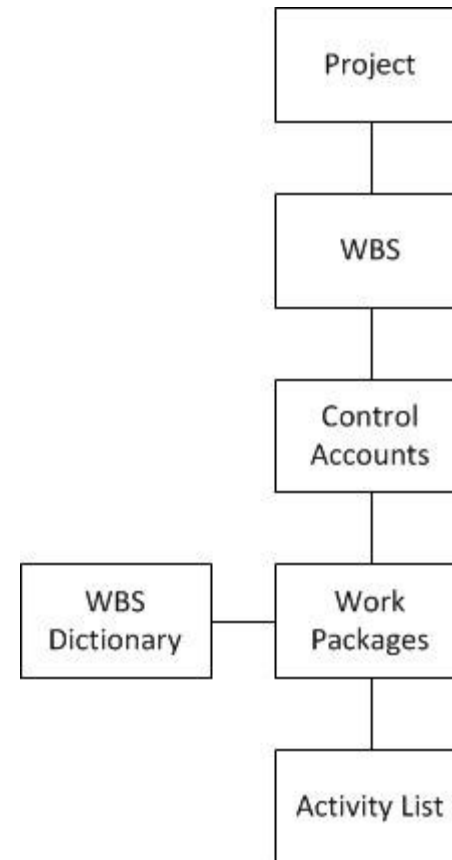 Project
WBS
Control
Accounts
WBS
Dictionary
Work
Packages
Activity List